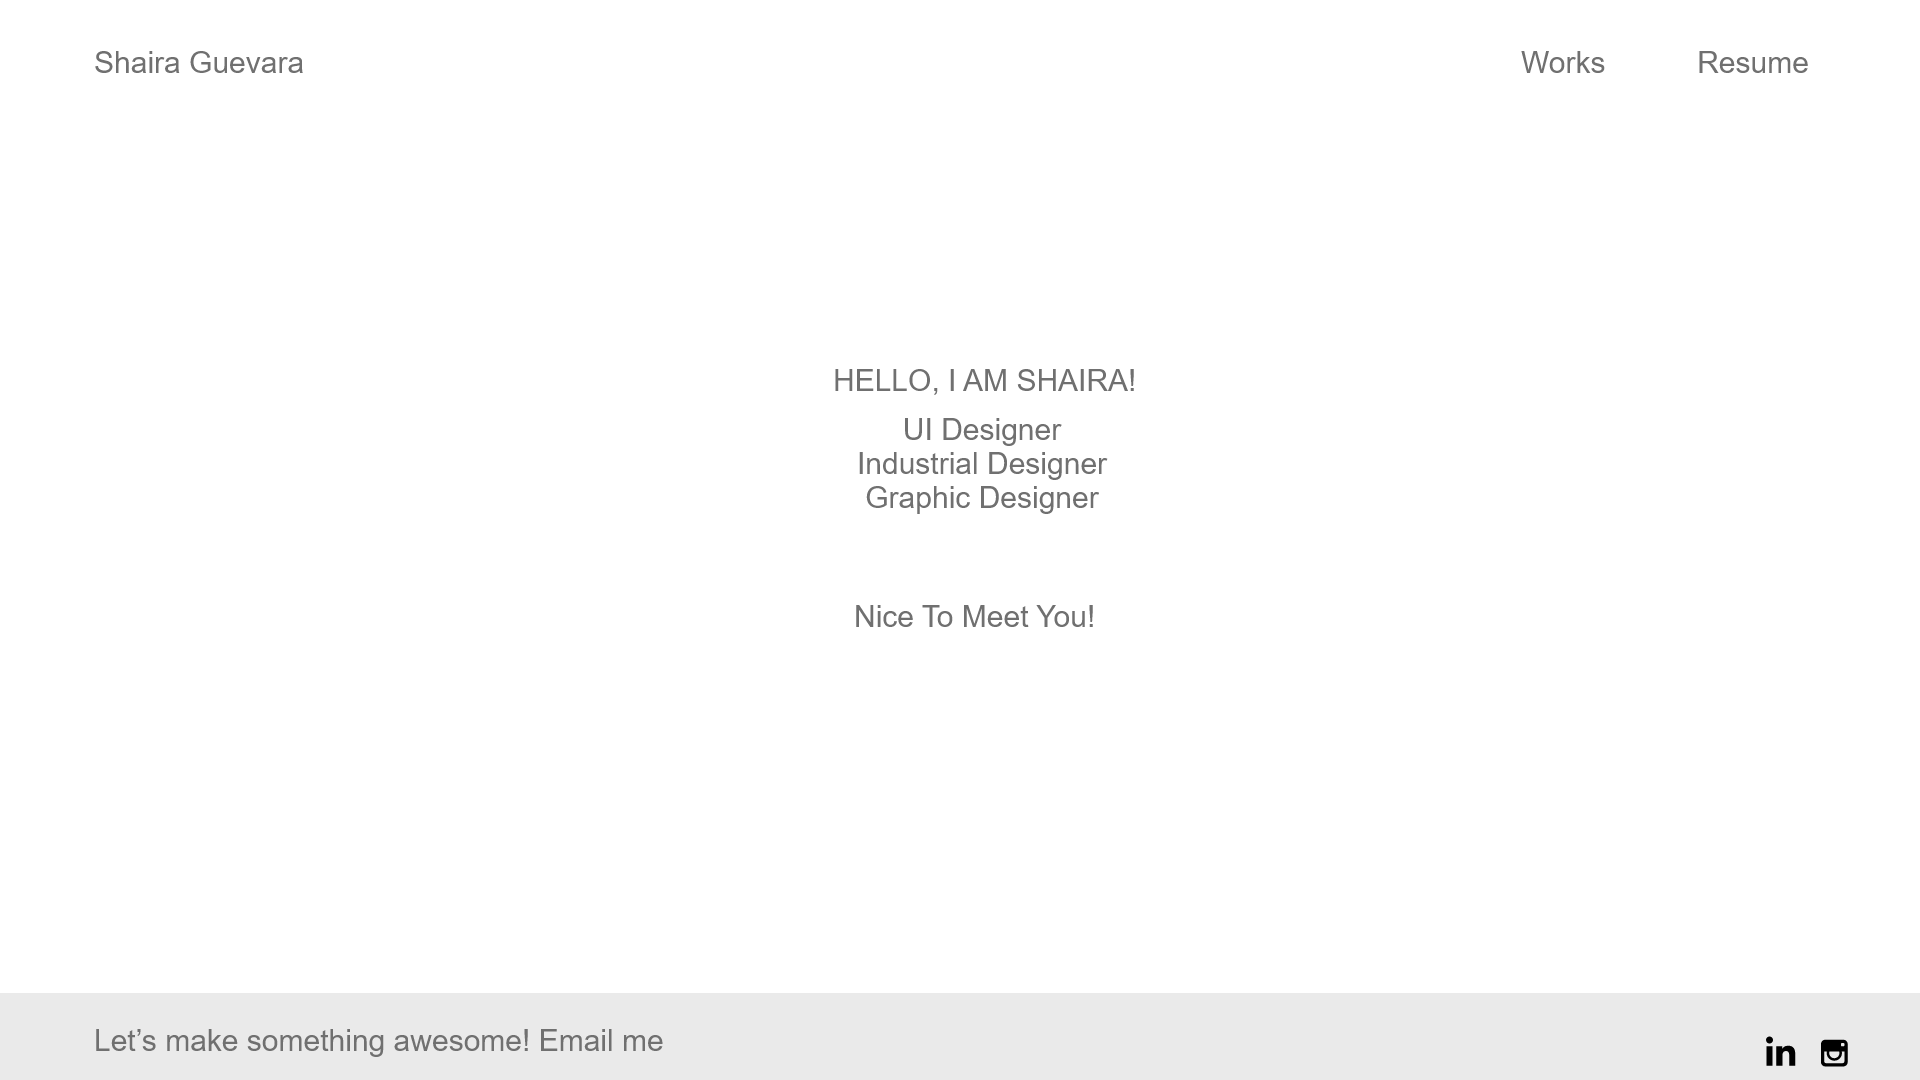 Shaira Guevara
Works
Resume
HELLO, I AM SHAIRA!
UI Designer
Industrial Designer
Graphic Designer
Nice To Meet You!
Let’s make something awesome! Email me
in